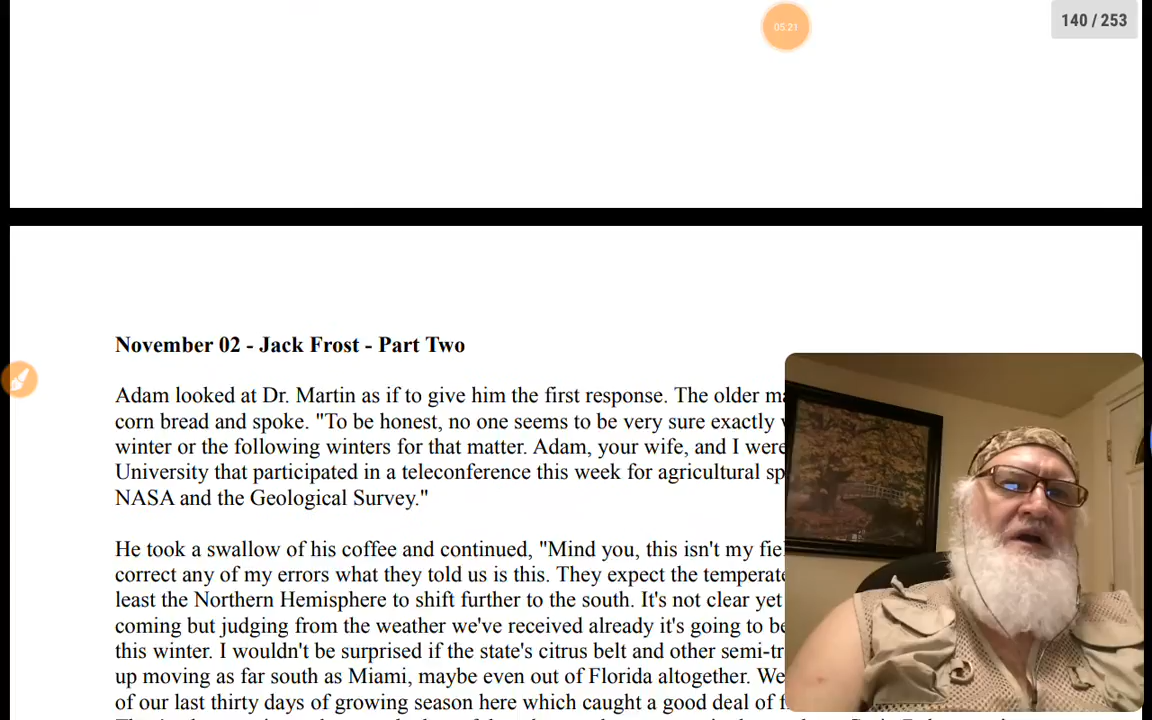 05:21
140 / 253
November 02 - Jack Frost - Part Two
Adam looked at Dr. Martin as if to give him the first response. The older
corn bread and spoke. "To be honest, no one seems to be very sure exactly
winter or the following winters for that matter. Adam, your wife, and I were
University that participated in a teleconference this week for agricultural
NASA and the Geological Survey."
He took a swallow of his coffee and continued, "Mind you, this isn't my
correct any of my errors what they told us is this. They expect the
least the Northern Hemisphere to shift further to the south. It's not clear yet
coming but judging from the weather we've received already it's going to be
this winter. I wouldn't be surprised if the state's citrus belt and other
up moving as far south as Miami, maybe even out of Florida altogether. We
of our last thirty days of growing season here which caught a good deal of